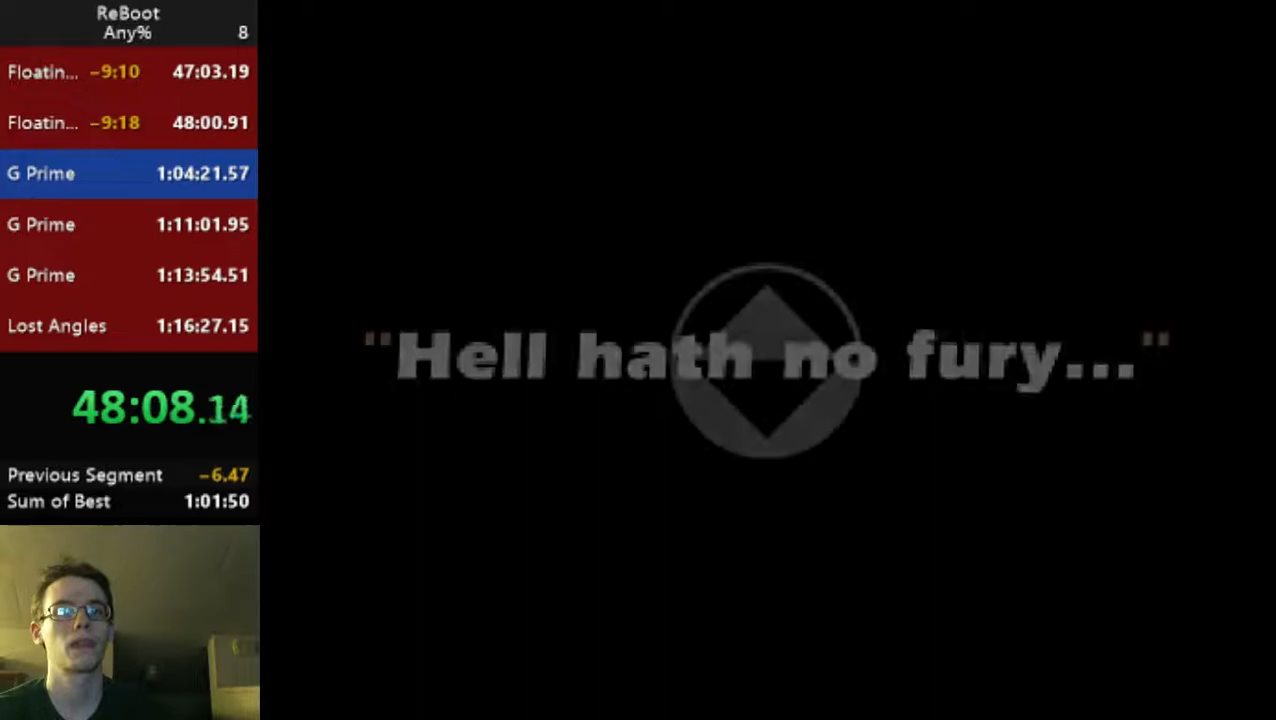 ReBoot
Any% 8
Floatin... −9:10 47:03.19
Floatin... −9:18 48:00.91
G Prime 1:04:21.57
G Prime 1:11:01.95
G Prime 1:13:54.51
Lost Angles 1:16:27.15
48:08.14
Previous Segment −6.47
Sum of Best 1:01:50
"Hell hath no fury..."